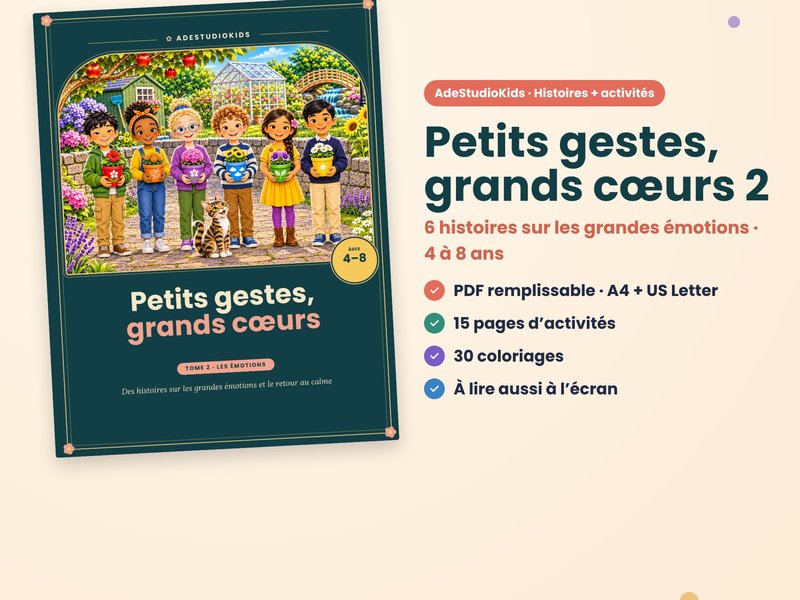 ADESTUDIOKIDS
ÂGES
4–8
Petits gestes,
grands cœurs
TOME 2 · LES ÉMOTIONS
Des histoires sur les grandes émotions et le retour au calme
AdeStudioKids · Histoires + activités
Petits gestes,
grands cœurs 2
6 histoires sur les grandes émotions ·
4 à 8 ans
PDF remplissable · A4 + US Letter
15 pages d’activités
30 coloriages
À lire aussi à l’écran